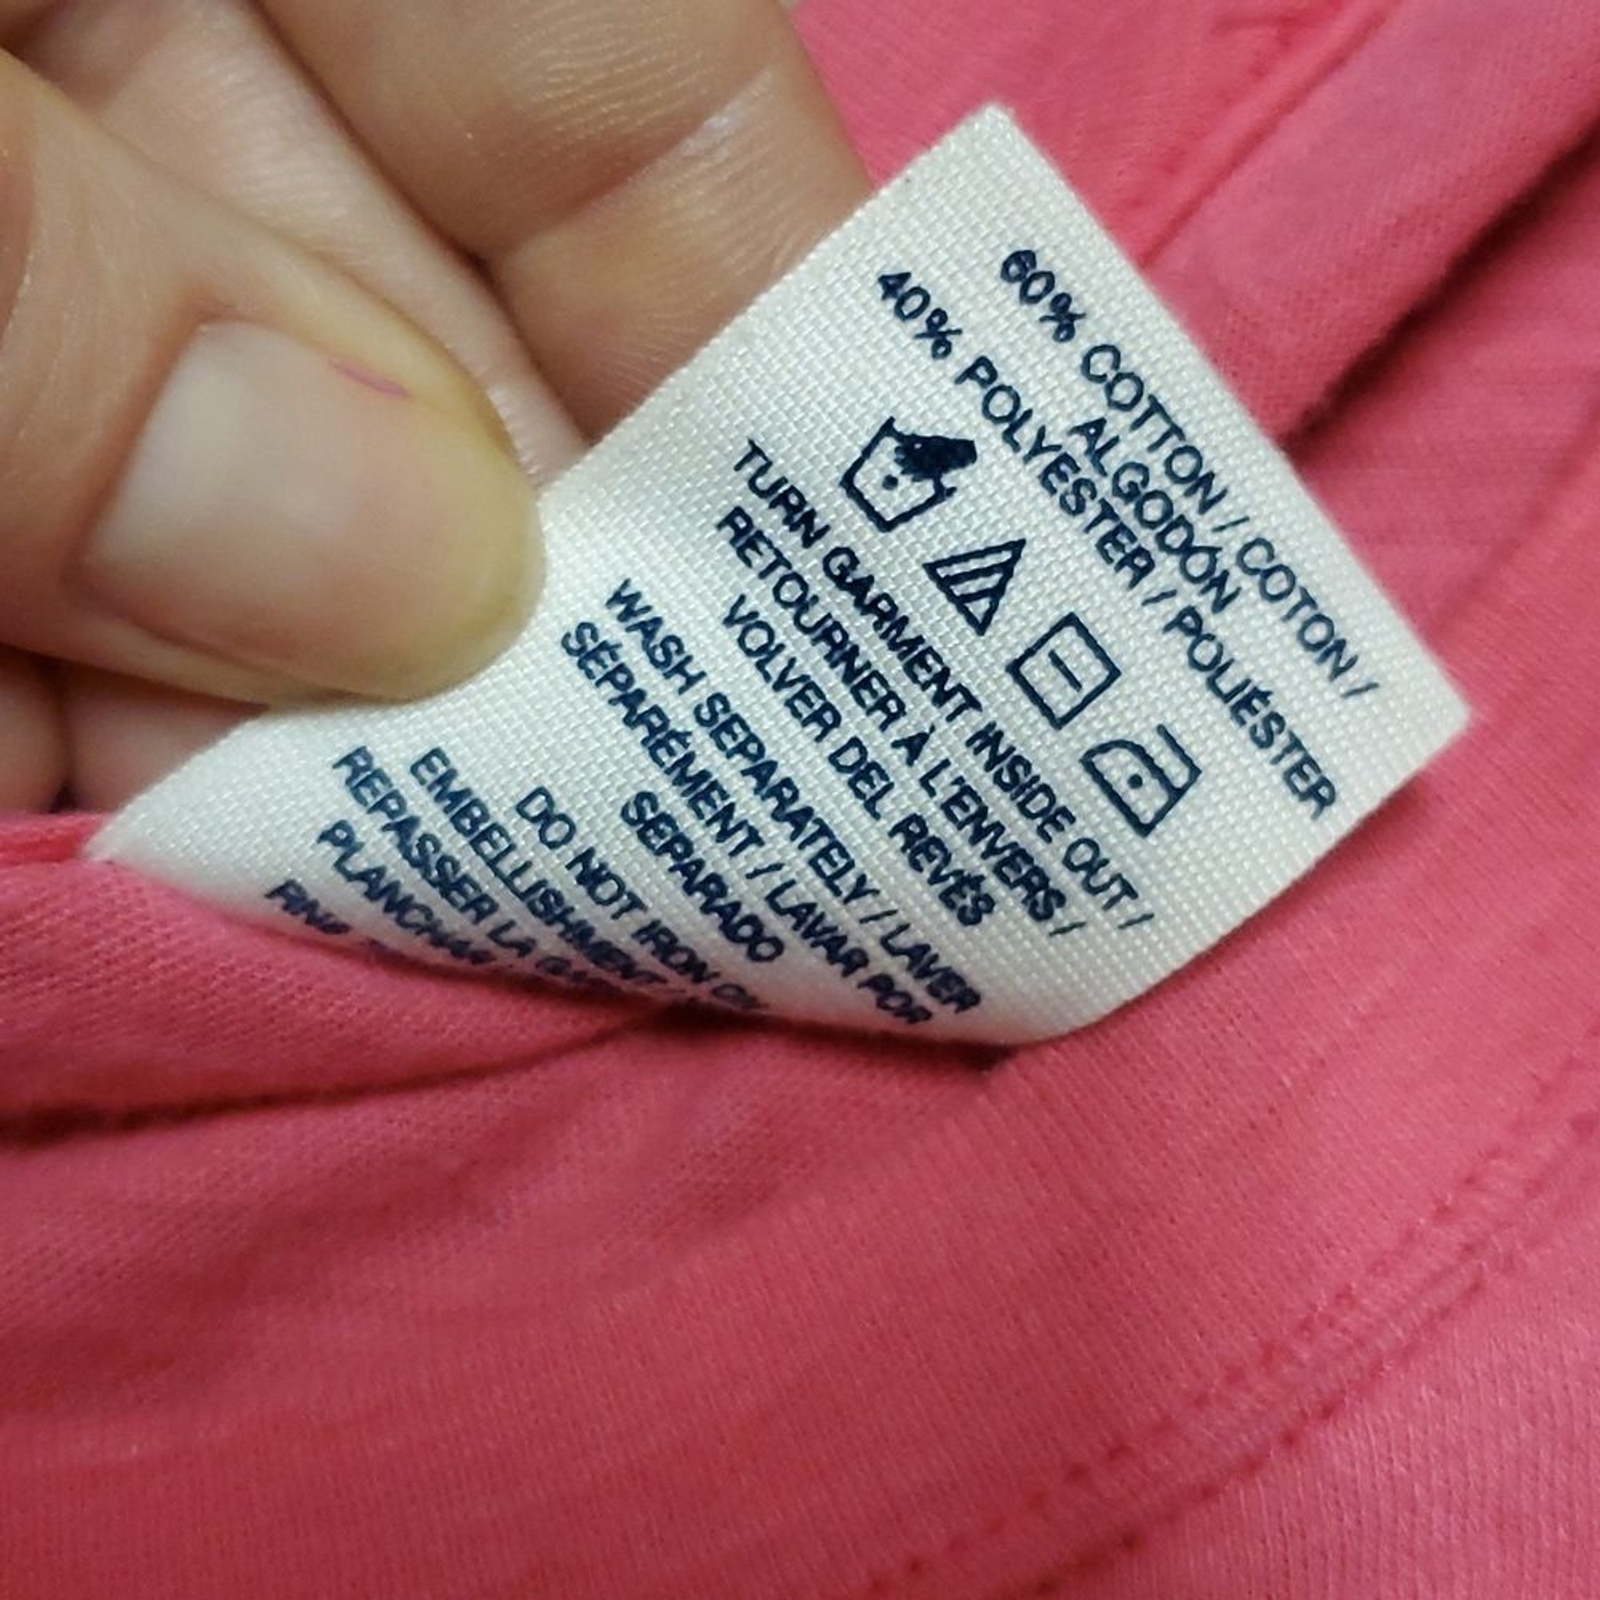 60% COTTON / COTON /
ALGODÓN
40% POLYESTER / POLIÉSTER
TURN GARMENT INSIDE OUT /
RETOURNER À L'ENVERS /
VOLVER DEL REVÉS
WASH SEPARATELY / LAVER
SÉPARÉMENT / LAVAR POR
SEPARADO
DO NOT IRON ON
EMBELLISHMENT
REPASSER LA